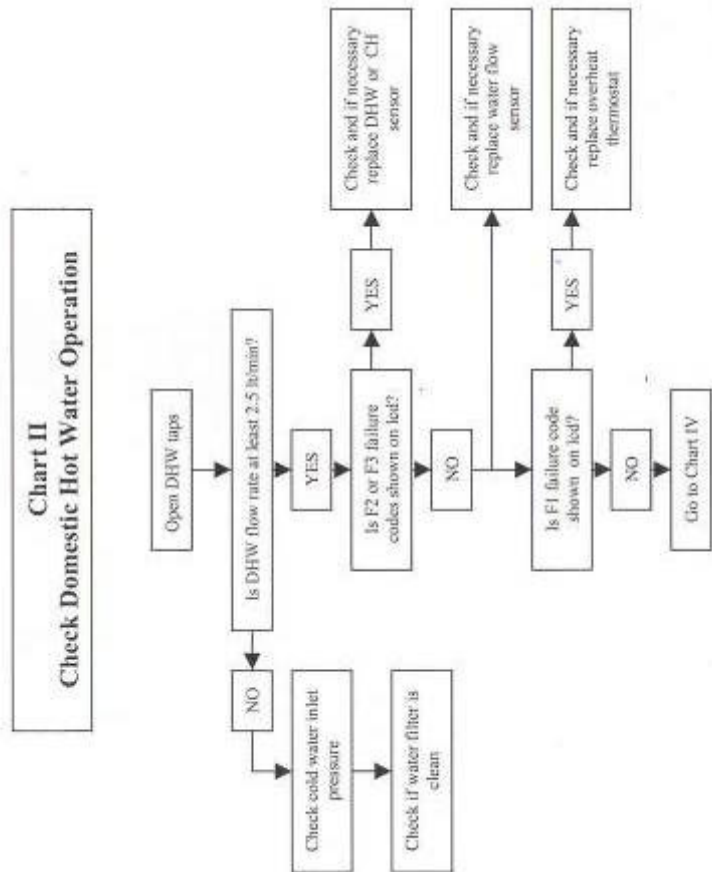 Chart II
Check Domestic Hot Water Operation
Open DHW taps
Is DHW flow rate at least 2.5 lt/min?
NO
Check cold water inlet
pressure
Check if water filter is
clean
YES
Is F2 or F3 failure
codes shown on lcd?
YES
Check and if necessary
replace DHW or CH
sensor
NO
Check and if necessary
replace water flow
sensor
Is F1 failure code
shown on lcd?
YES
Check and if necessary
replace overheat
thermostat
NO
Go to Chart IV